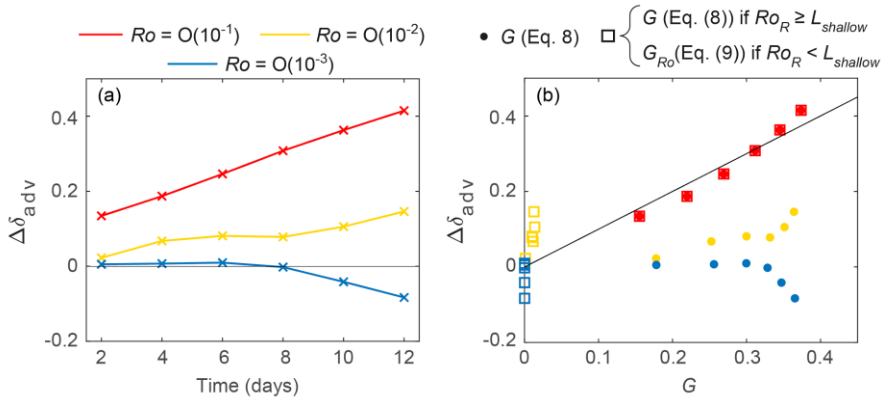 Ro = O(10⁻¹) Ro = O(10⁻²)
Ro = O(10⁻³)
G (Eq. 8)
G (Eq. (8)) if Ro_R ≥ L_shallow
G_Ro(Eq. (9)) if Ro_R < L_shallow
(a)
Δδ_adv
0.4
0.2
0
-0.2
2 4 6 8 10 12
Time (days)
(b)
Δδ_adv
0.4
0.2
0
-0.2
0 0.1 0.2 0.3 0.4
G